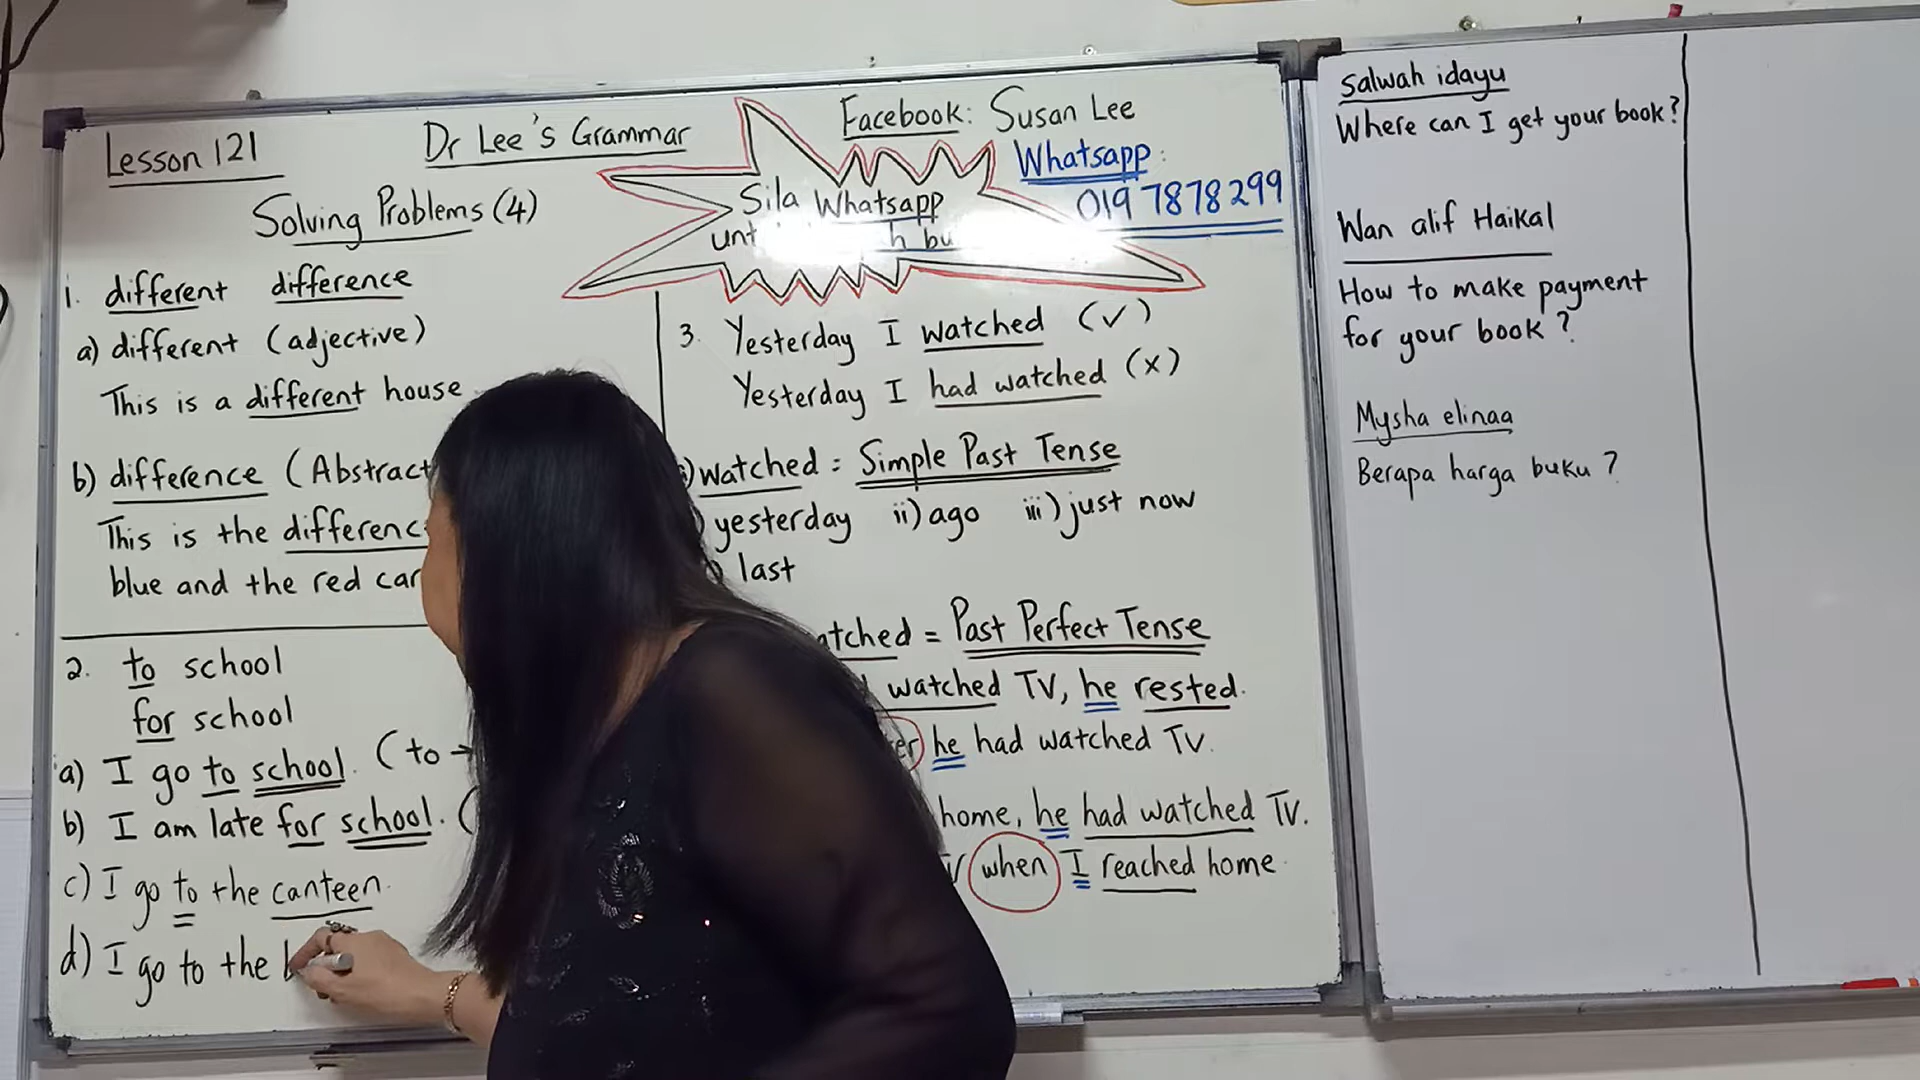 Lesson 121
Dr Lee's Grammar
Facebook: Susan Lee
Whatsapp:
019 7878 299
Sila Whatsapp
Solving Problems (4)
1. different difference
a) different (adjective)
This is a different house
b) difference (Abstract
This is the differenc
blue and the red car
2. to school
for school
a) I go to school. (to →
b) I am late for school. (
c) I go to the canteen.
d) I go to the
3. Yesterday I watched (✓)
Yesterday I had watched (x)
watched = Simple Past Tense
yesterday ii) ago iii) just now
last
atched = Past Perfect Tense
watched TV, he rested.
er he had watched TV.
home, he had watched TV.
when I reached home
Salwah idayu
Where can I get your book?
Wan alif Haikal
How to make payment
for your book?
Mysha elinaa
Berapa harga buku?